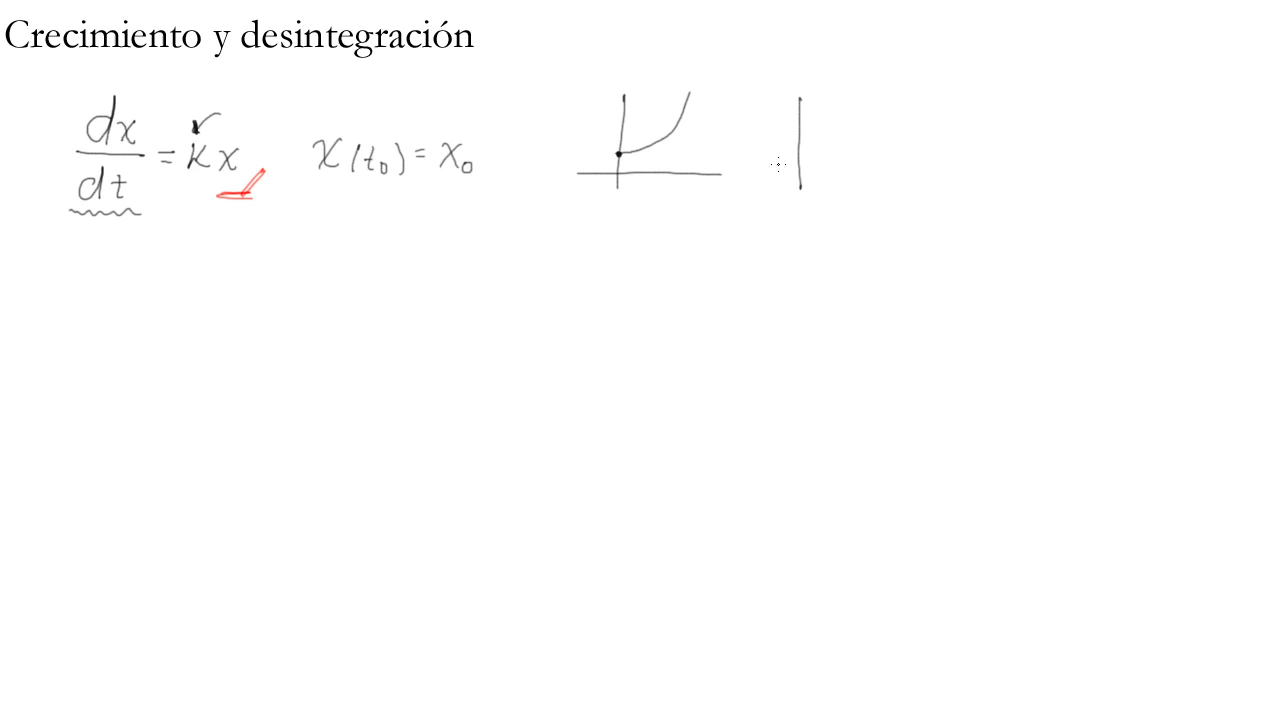 Crecimiento y desintegración
dx/dt = kx x(t₀) = x₀